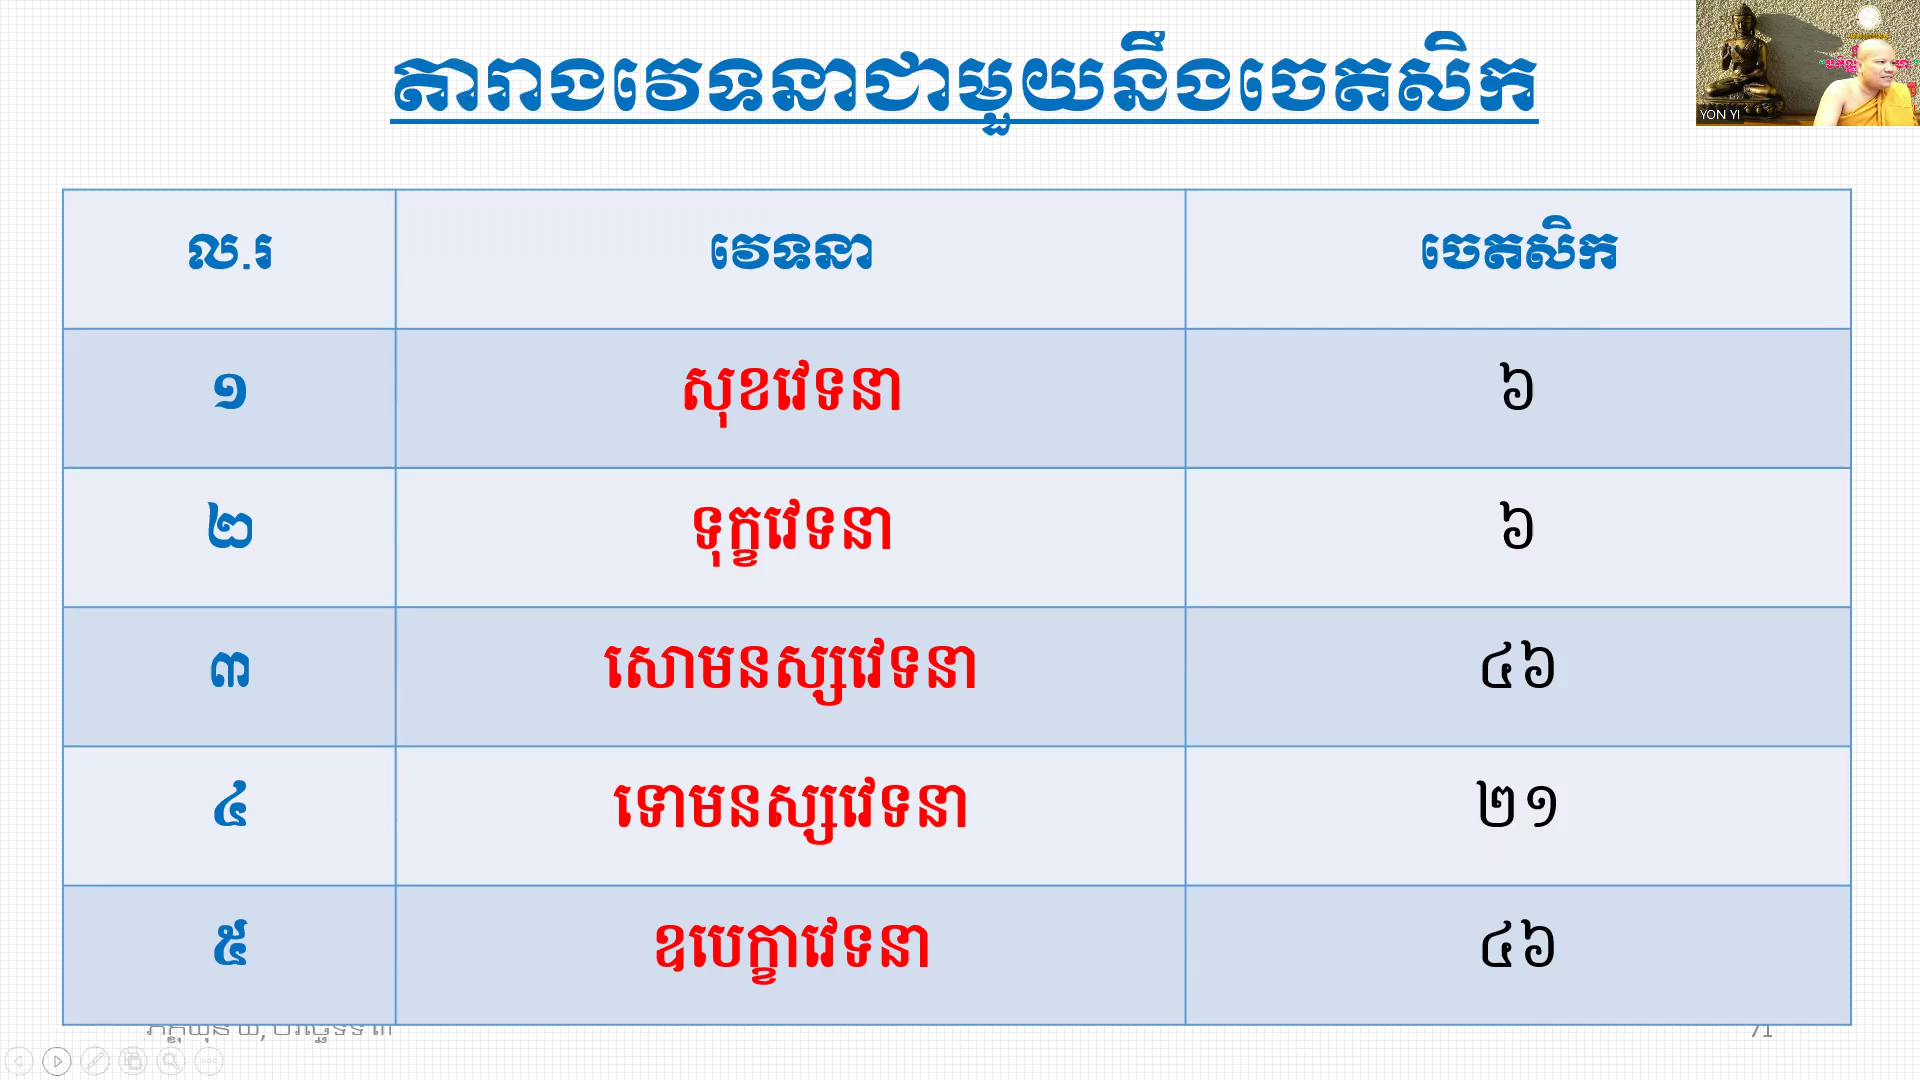 តារាងវេទនាជាមួយនឹងចេតសិក
YON YI
ល.រ វេទនា ចេតសិក
១ សុខវេទនា ៦
២ ទុក្ខវេទនា ៦
៣ សោមនស្សវេទនា ៤៦
៤ ទោមនស្សវេទនា ២១
៥ ឧបេក្ខាវេទនា ៤៦
71